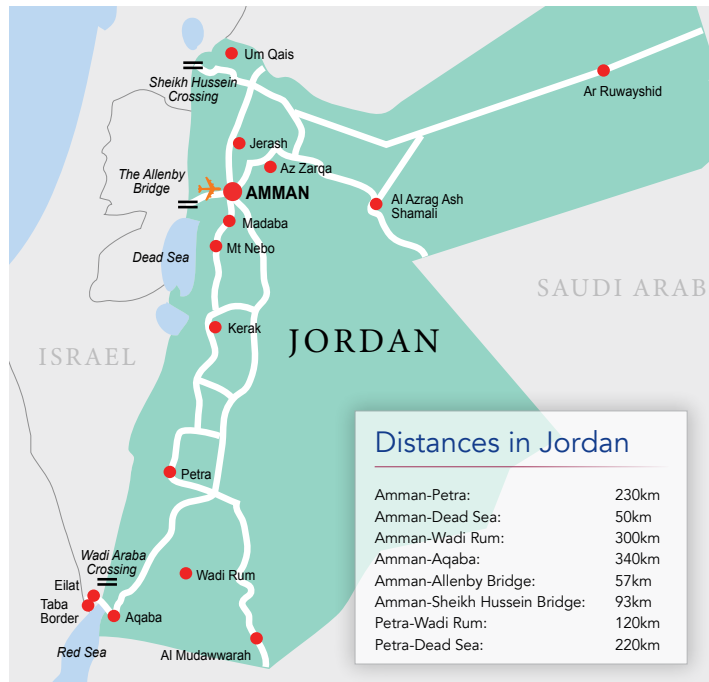 Um Qais
Sheikh Hussein
Crossing
Ar Ruwayshid
Jerash
Az Zarqa
The Allenby
Bridge
AMMAN
Al Azrag Ash
Shamali
Madaba
Mt Nebo
Dead Sea
SAUDI ARAB
Kerak
JORDAN
ISRAEL
Petra
Wadi Araba
Crossing
Wadi Rum
Eilat
Taba
Border
Aqaba
Red Sea
Al Mudawwarah
Distances in Jordan
Amman-Petra: 230km
Amman-Dead Sea: 50km
Amman-Wadi Rum: 300km
Amman-Aqaba: 340km
Amman-Allenby Bridge: 57km
Amman-Sheikh Hussein Bridge: 93km
Petra-Wadi Rum: 120km
Petra-Dead Sea: 220km